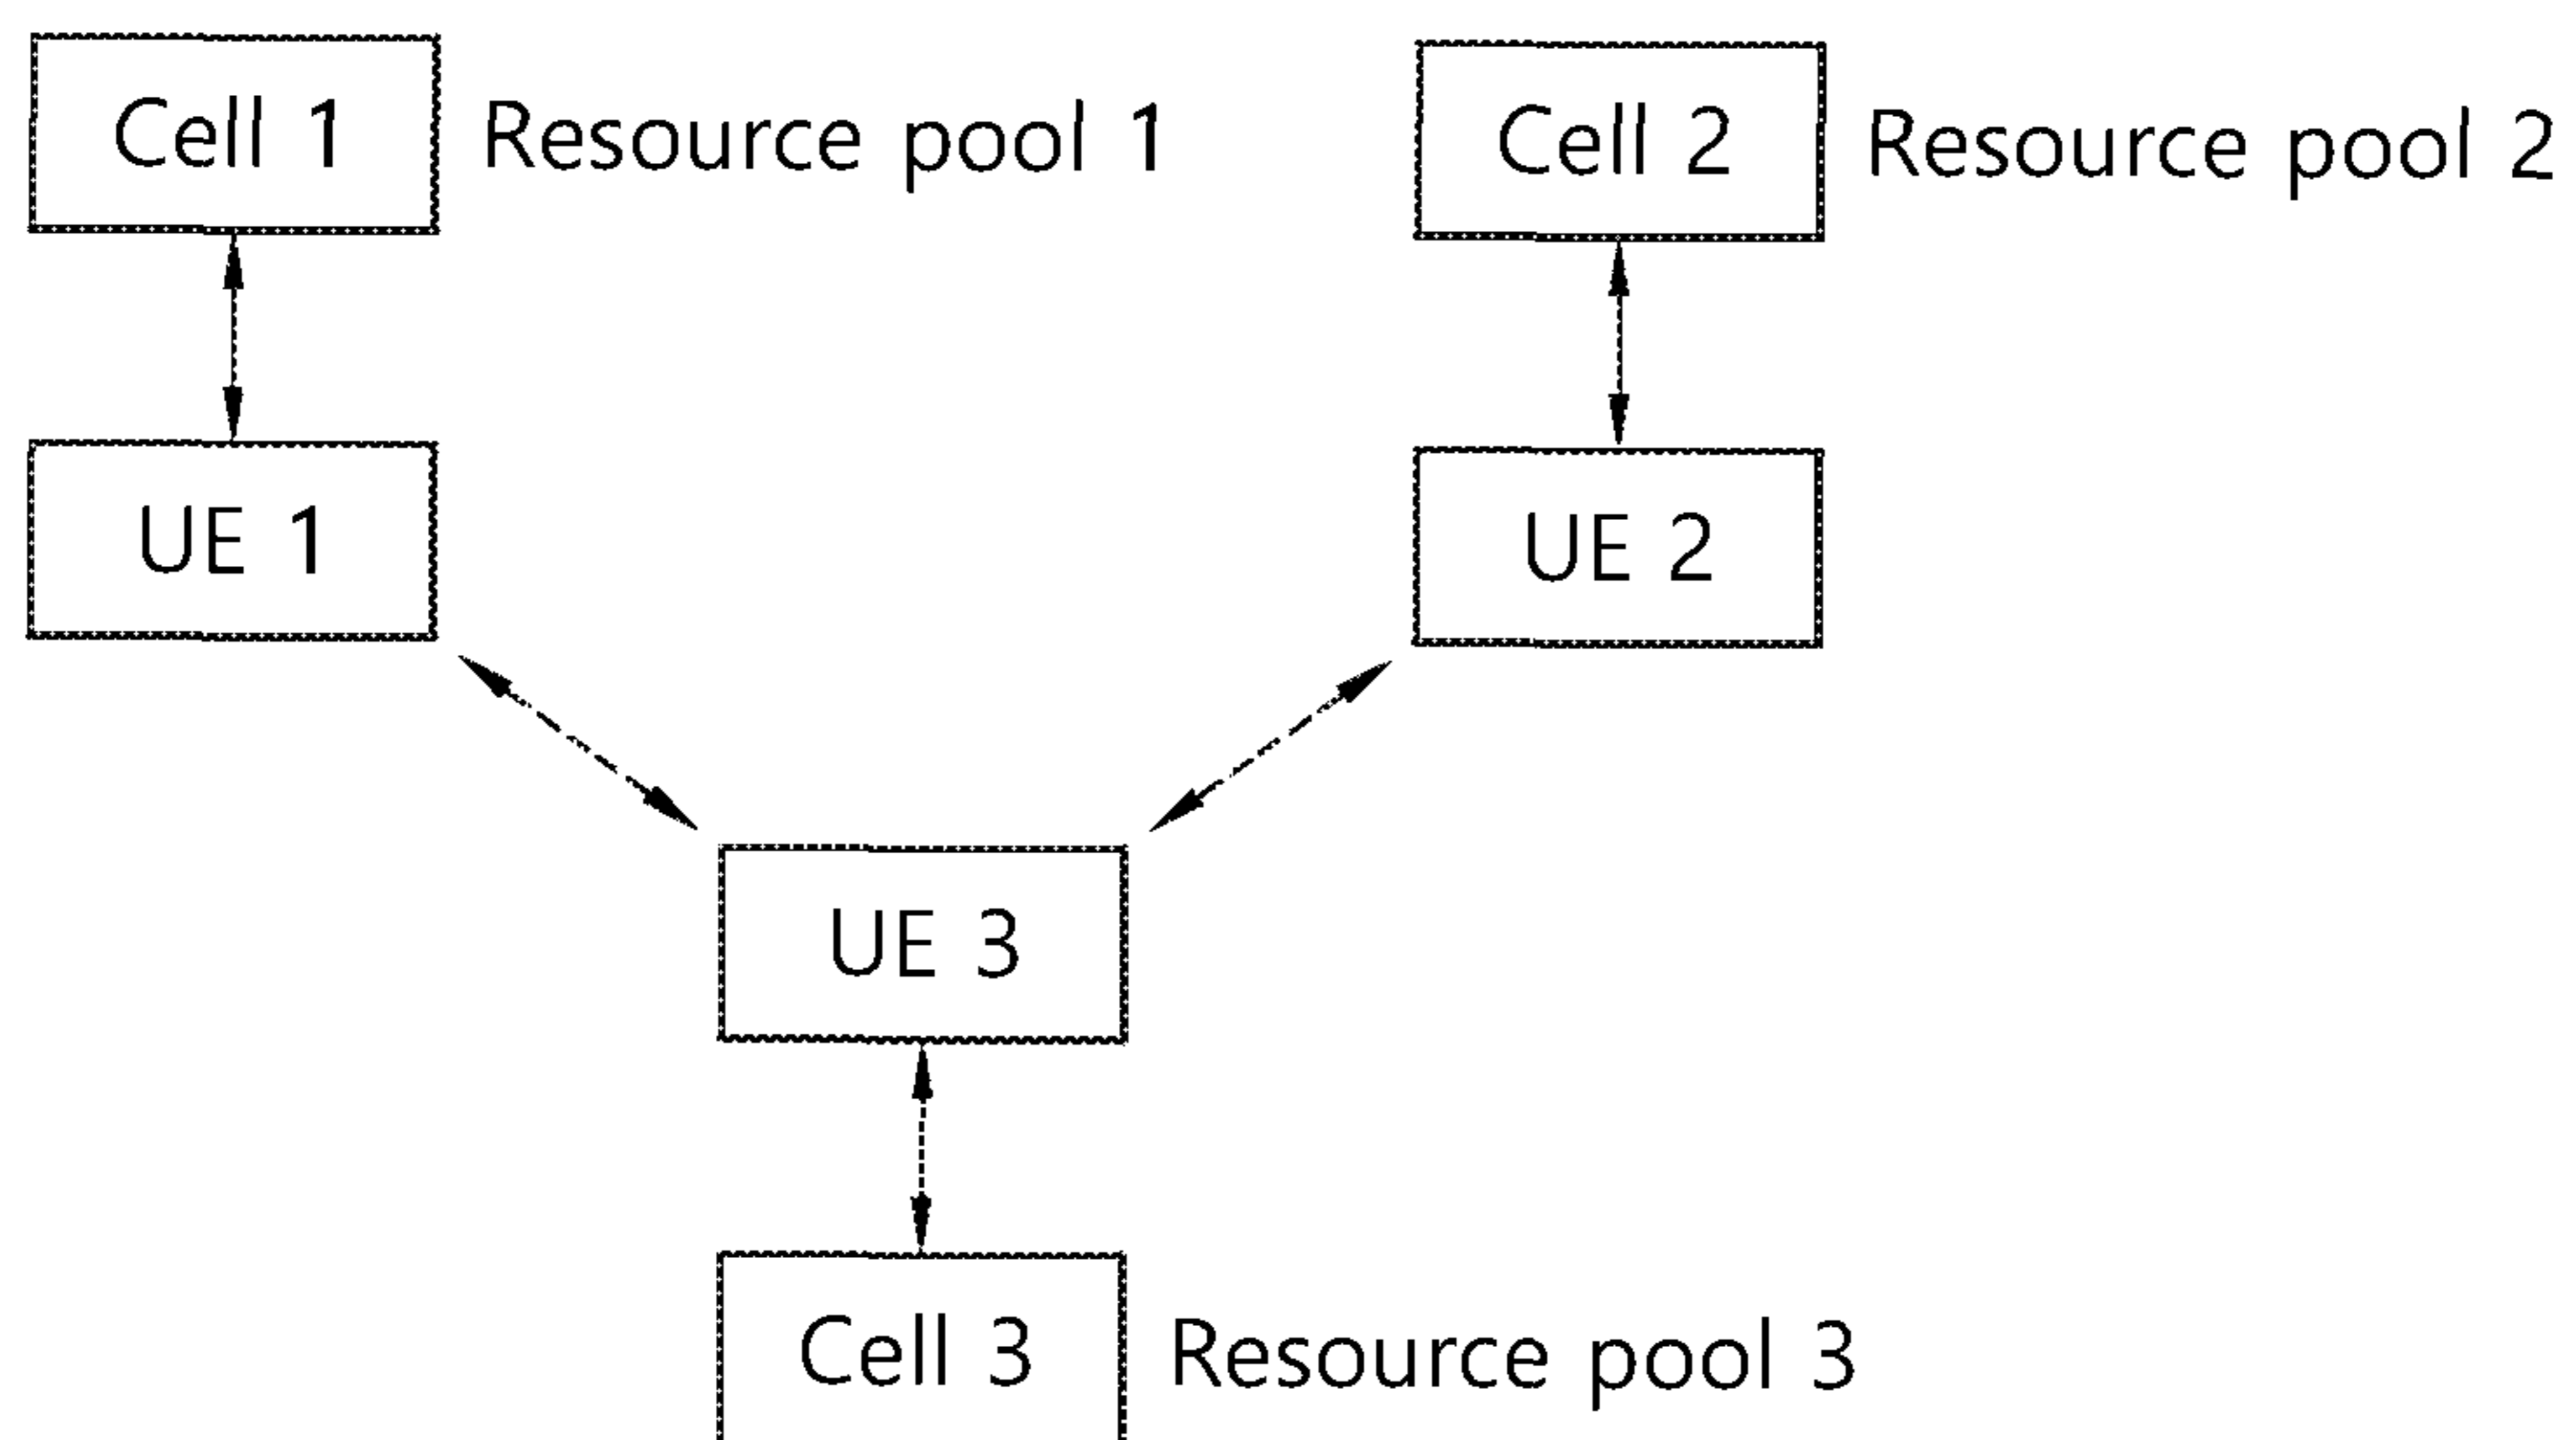 Cell 1 Resource pool 1
Cell 2 Resource pool 2
UE 1
UE 2
UE 3
Cell 3 Resource pool 3